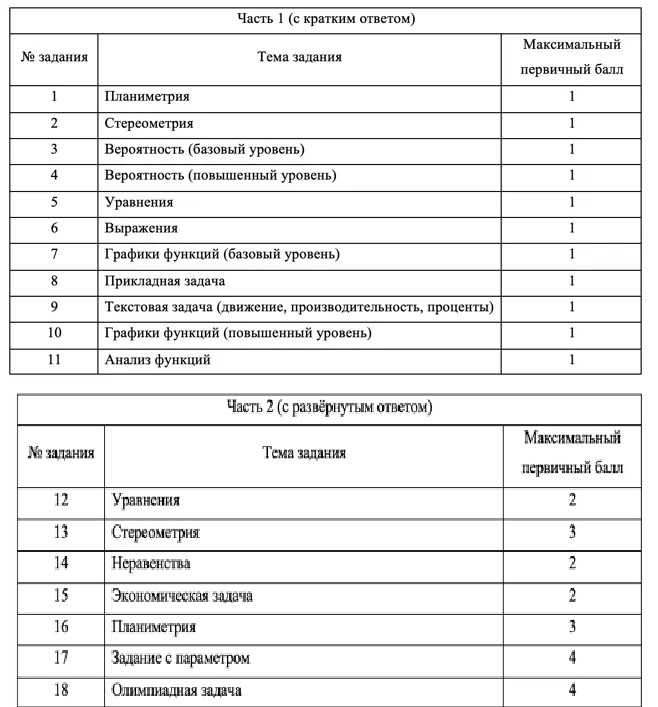 Часть 1 (с кратким ответом)
№ задания Тема задания Максимальный первичный балл
1 Планиметрия 1
2 Стереометрия 1
3 Вероятность (базовый уровень) 1
4 Вероятность (повышенный уровень) 1
5 Уравнения 1
6 Выражения 1
7 Графики функций (базовый уровень) 1
8 Прикладная задача 1
9 Текстовая задача (движение, производительность, проценты) 1
10 Графики функций (повышенный уровень) 1
11 Анализ функций 1
Часть 2 (с развёрнутым ответом)
№ задания Тема задания Максимальный первичный балл
12 Уравнения 2
13 Стереометрия 3
14 Неравенства 2
15 Экономическая задача 2
16 Планиметрия 3
17 Задание с параметром 4
18 Олимпиадная задача 4